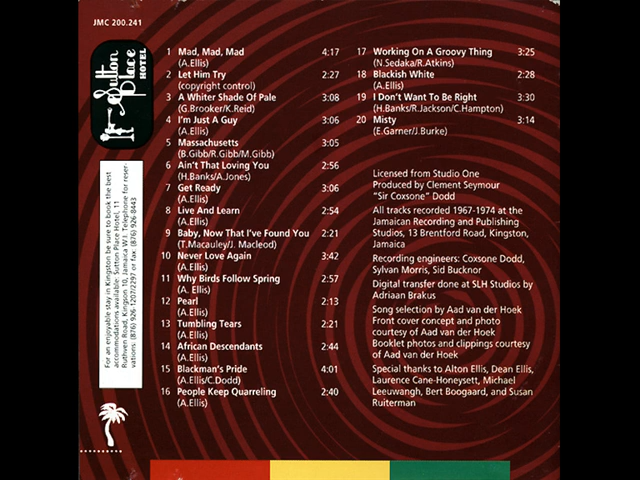 JMC 200.241
Sutton
Place
HOTEL
For an enjoyable stay in Kingston be sure to book the best
accommodations available: Sutton Place Hotel, 11
Ruthven Road, Kingson 10, Jamaica W.I. Telephone for reser-
vations: (876) 926-1207/2297 or fax: (876) 926-8443
1 Mad, Mad, Mad 4:17
(A.Ellis)
2 Let Him Try 2:27
(copyright control)
3 A Whiter Shade Of Pale 3:08
(G.Brooker/K.Reid)
4 I'm Just A Guy 3:06
(A.Ellis)
5 Massachusetts 3:05
(B.Gibb/R.Gibb/M.Gibb)
6 Ain't That Loving You 2:56
(H.Banks/A.Jones)
7 Get Ready 3:06
(A.Ellis)
8 Live And Learn 2:54
(A.Ellis)
9 Baby, Now That I've Found You 2:21
(T.Macauley/J. Macleod)
10 Never Love Again 3:42
(A.Ellis)
11 Why Birds Follow Spring 2:57
(A. Ellis)
12 Pearl 2:13
(A.Ellis)
13 Tumbling Tears 2:21
(A.Ellis)
14 African Descendants 2:44
(A.Ellis)
15 Blackman's Pride 4:01
(A.Ellis/C.Dodd)
16 People Keep Quarreling 2:40
(A.Ellis)
17 Working On A Groovy Thing 3:25
(N.Sedaka/R.Atkins)
18 Blackish White 2:28
(A.Ellis)
19 I Don't Want To Be Right 3:30
(H.Banks/R.Jackson/C.Hampton)
20 Misty 3:14
(E.Garner/J.Burke)
Licensed from Studio One
Produced by Clement Seymour
"Sir Coxsone" Dodd
All tracks recorded 1967-1974 at the
Jamaican Recording and Publishing
Studios, 13 Brentford Road, Kingston,
Jamaica
Recording engineers: Coxsone Dodd,
Sylvan Morris, Sid Bucknor
Digital transfer done at SLH Studios by
Adriaan Brakus
Song selection by Aad van der Hoek
Front cover concept and photo
courtesy of Aad van der Hoek
Booklet photos and clippings courtesy
of Aad van der Hoek
Special thanks to Alton Ellis, Dean Ellis,
Laurence Cane-Honeysett, Michael
Leeuwangh, Bert Boogaard, and Susan
Ruiterman